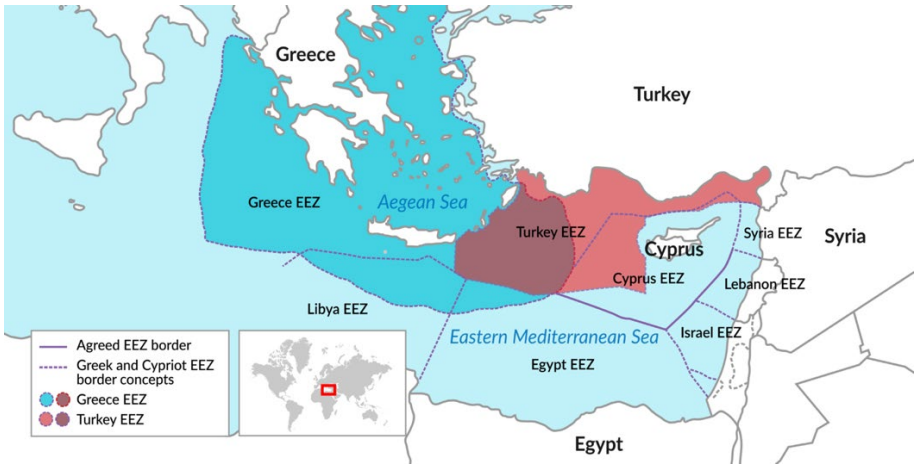 Greece
Turkey
Greece EEZ
Aegean Sea
Turkey EEZ
Cyprus
Syria EEZ
Syria
Cyprus EEZ
Lebanon EEZ
Libya EEZ
Israel EEZ
Eastern Mediterranean Sea
Egypt EEZ
Egypt
Agreed EEZ border
Greek and Cypriot EEZ
border concepts
Greece EEZ
Turkey EEZ